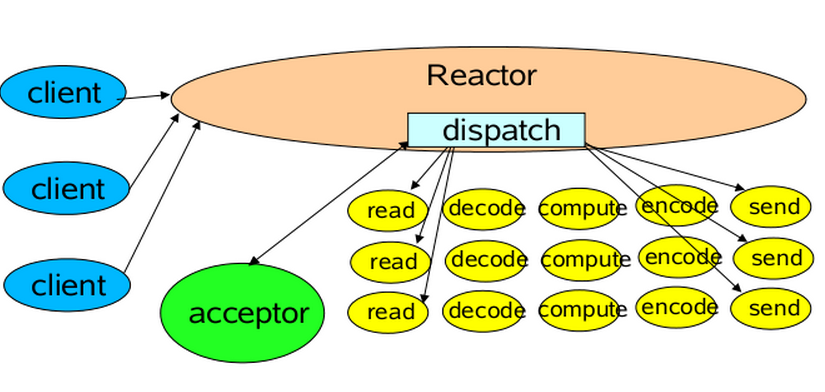 Reactor
client
dispatch
client
read decode compute encode send
read decode compute encode send
client
acceptor
read decode compute encode send